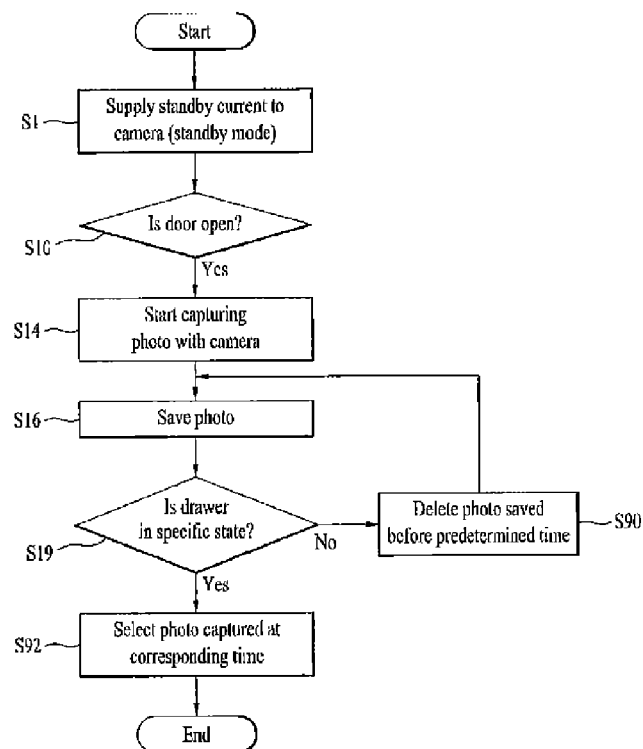 Start
S1
Supply standby current to
camera (standby mode)
Is door open?
S10
Yes
S14
Start capturing
photo with camera
S16
Save photo
Is drawer
in specific state?
S19
No
Delete photo saved
before predetermined time
S90
Yes
S92
Select photo captured at
corresponding time
End